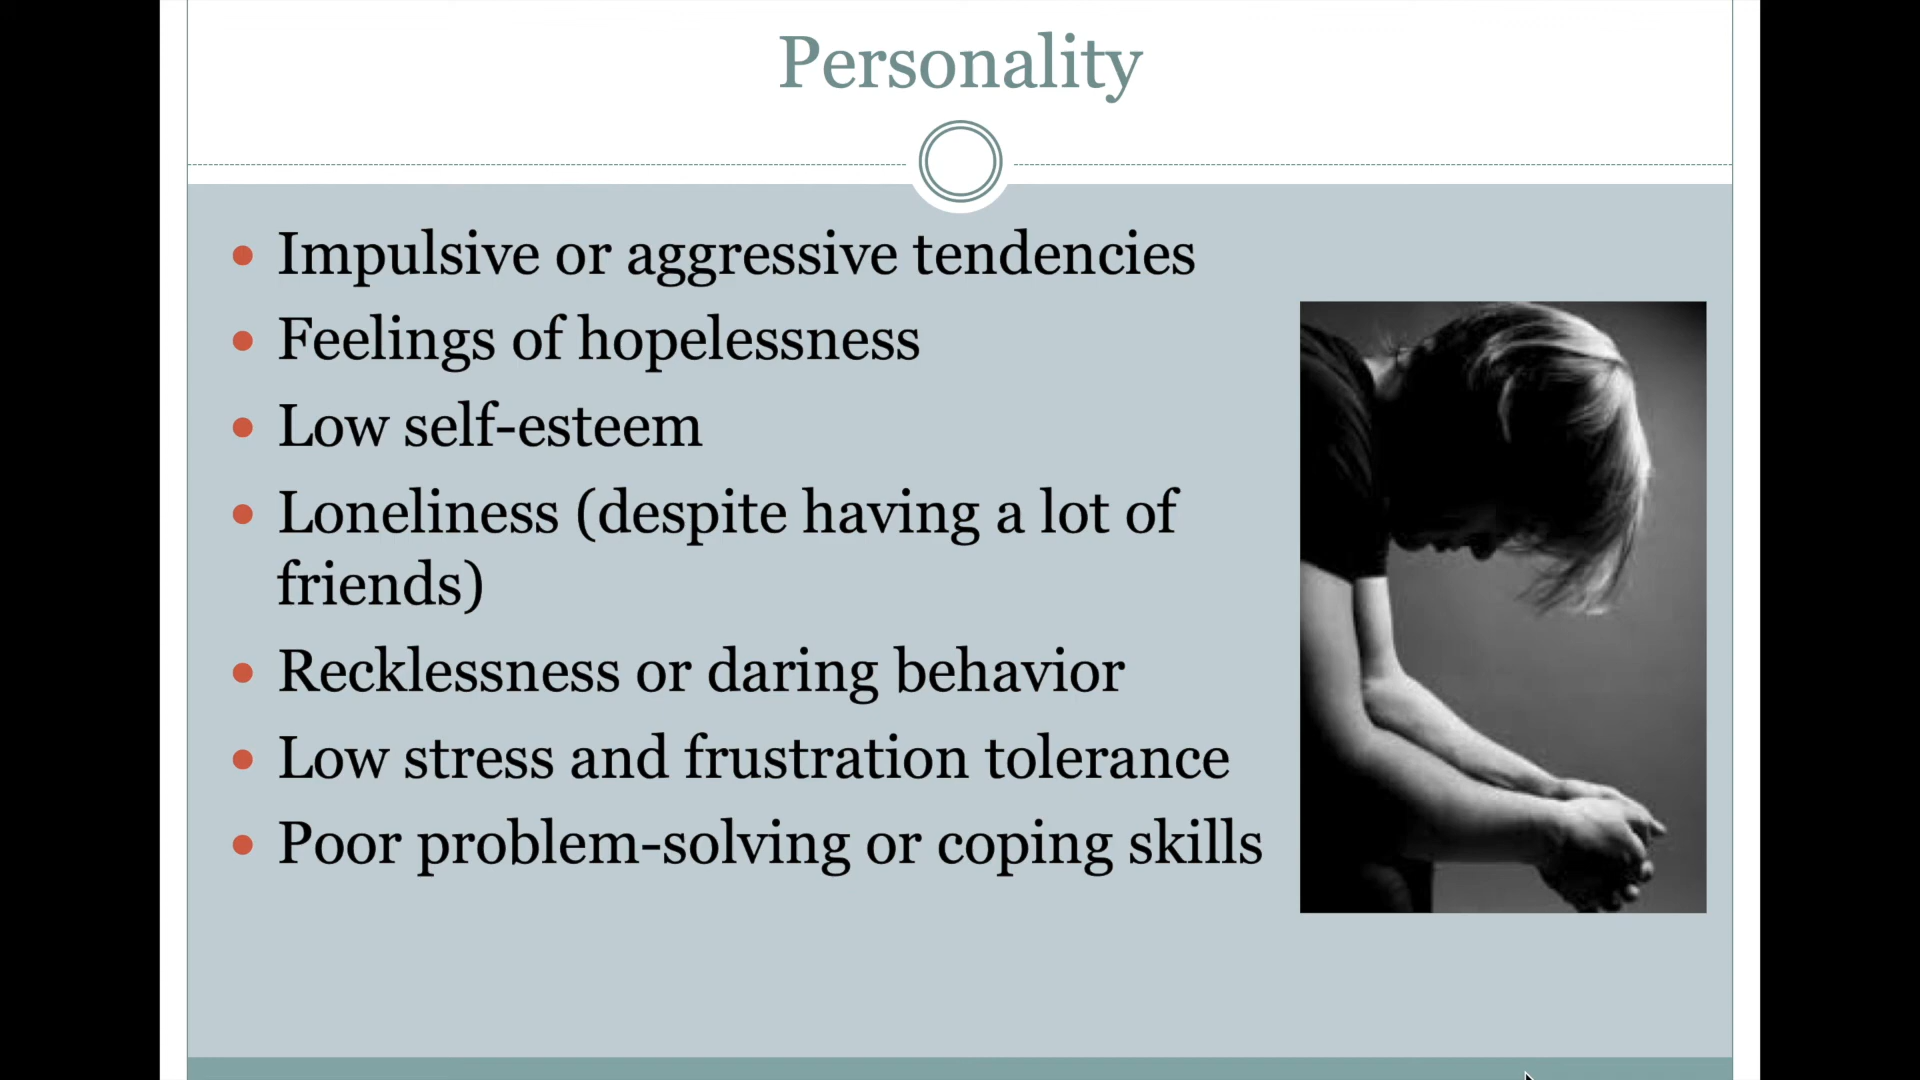 Personality
Impulsive or aggressive tendencies
Feelings of hopelessness
Low self-esteem
Loneliness (despite having a lot of
friends)
Recklessness or daring behavior
Low stress and frustration tolerance
Poor problem-solving or coping skills